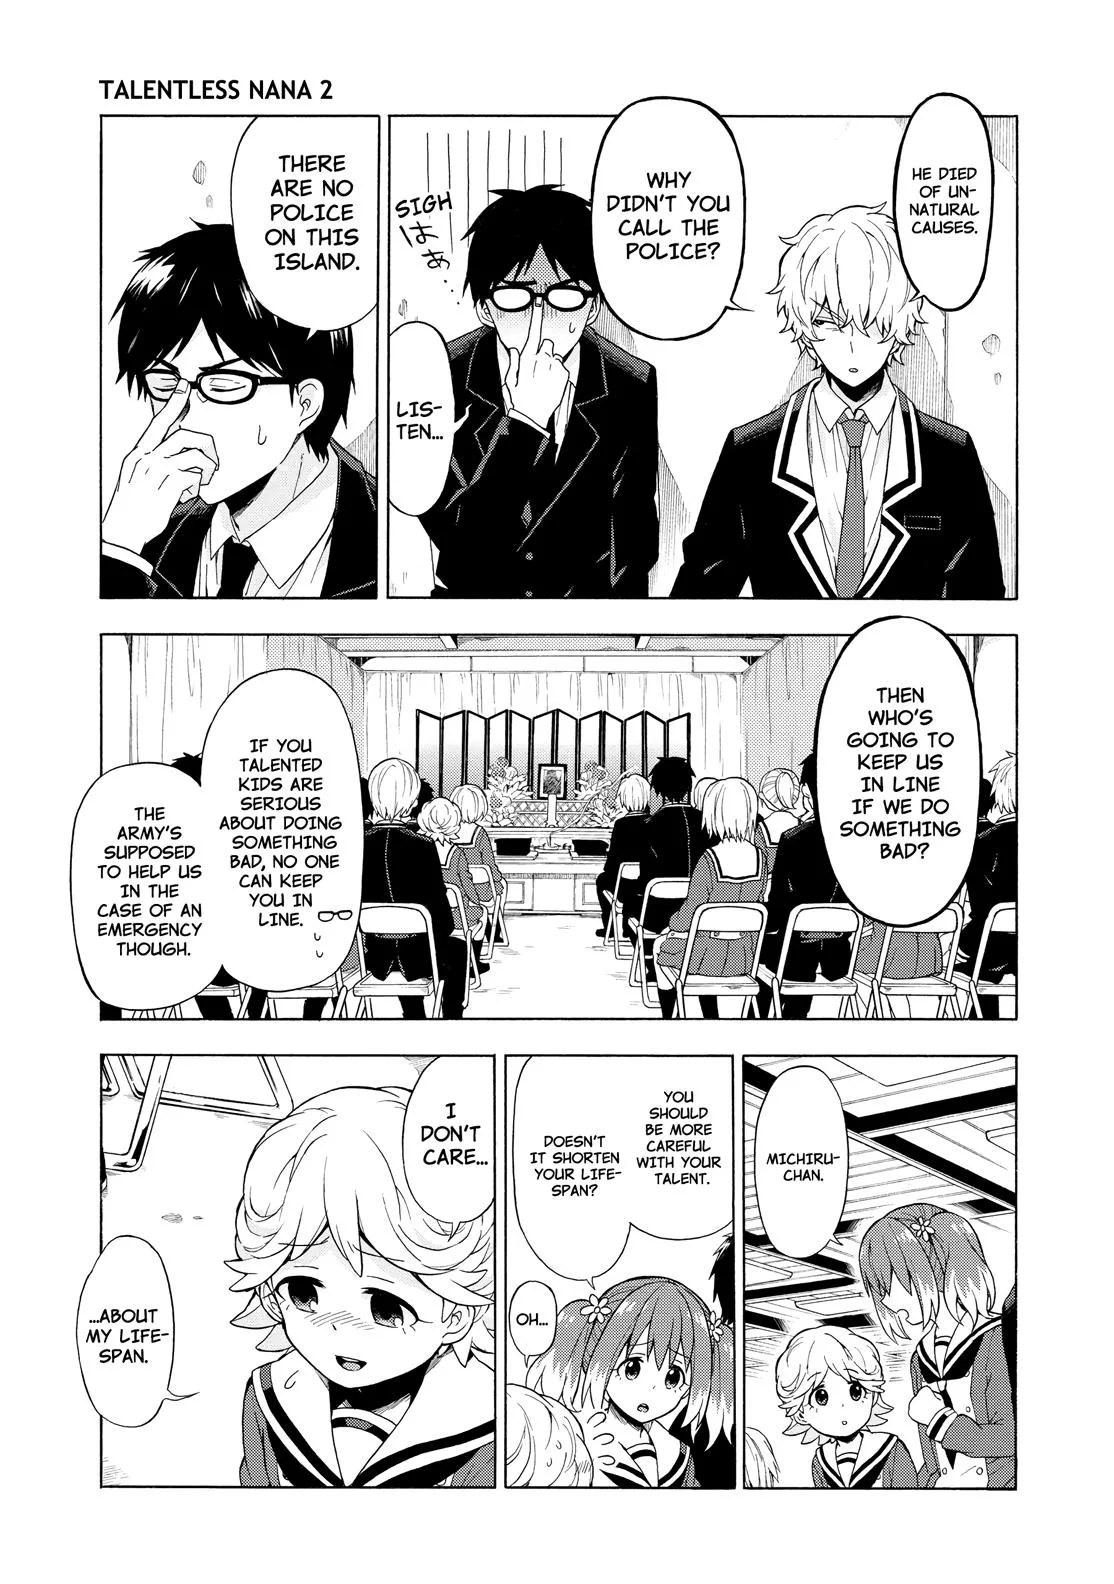 TALENTLESS NANA 2
HE DIED
OF UN-
NATURAL
CAUSES.
WHY
DIDN'T YOU
CALL THE
POLICE?
SIGH
はぁ...
LIS-
TEN...
THERE
ARE NO
POLICE
ON THIS
ISLAND.
THEN
WHO'S
GOING TO
KEEP US
IN LINE
IF WE DO
SOMETHING
BAD?
IF YOU
TALENTED
KIDS ARE
SERIOUS
ABOUT DOING
SOMETHING
BAD, NO ONE
CAN KEEP
YOU IN
LINE.
THE
ARMY'S
SUPPOSED
TO HELP US
IN THE
CASE OF AN
EMERGENCY
THOUGH.
MICHIRU-
CHAN.
YOU
SHOULD
BE MORE
CAREFUL
WITH YOUR
TALENT.
DOESN'T
IT SHORTEN
YOUR LIFE-
SPAN?
OH...
I
DON'T
CARE...
...ABOUT
MY LIFE-
SPAN.